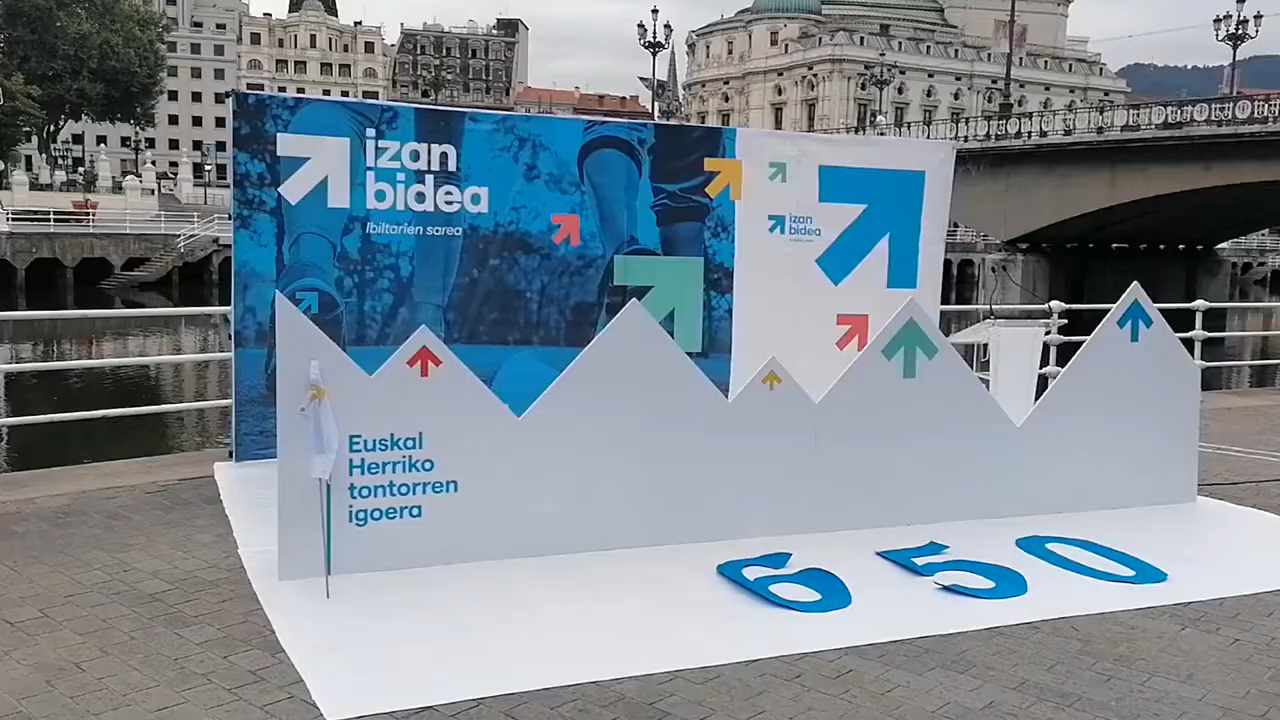 izan
bidea
Ibiltarien sarea
izan
bidea
Euskal
Herriko
tontorren
igoera
650